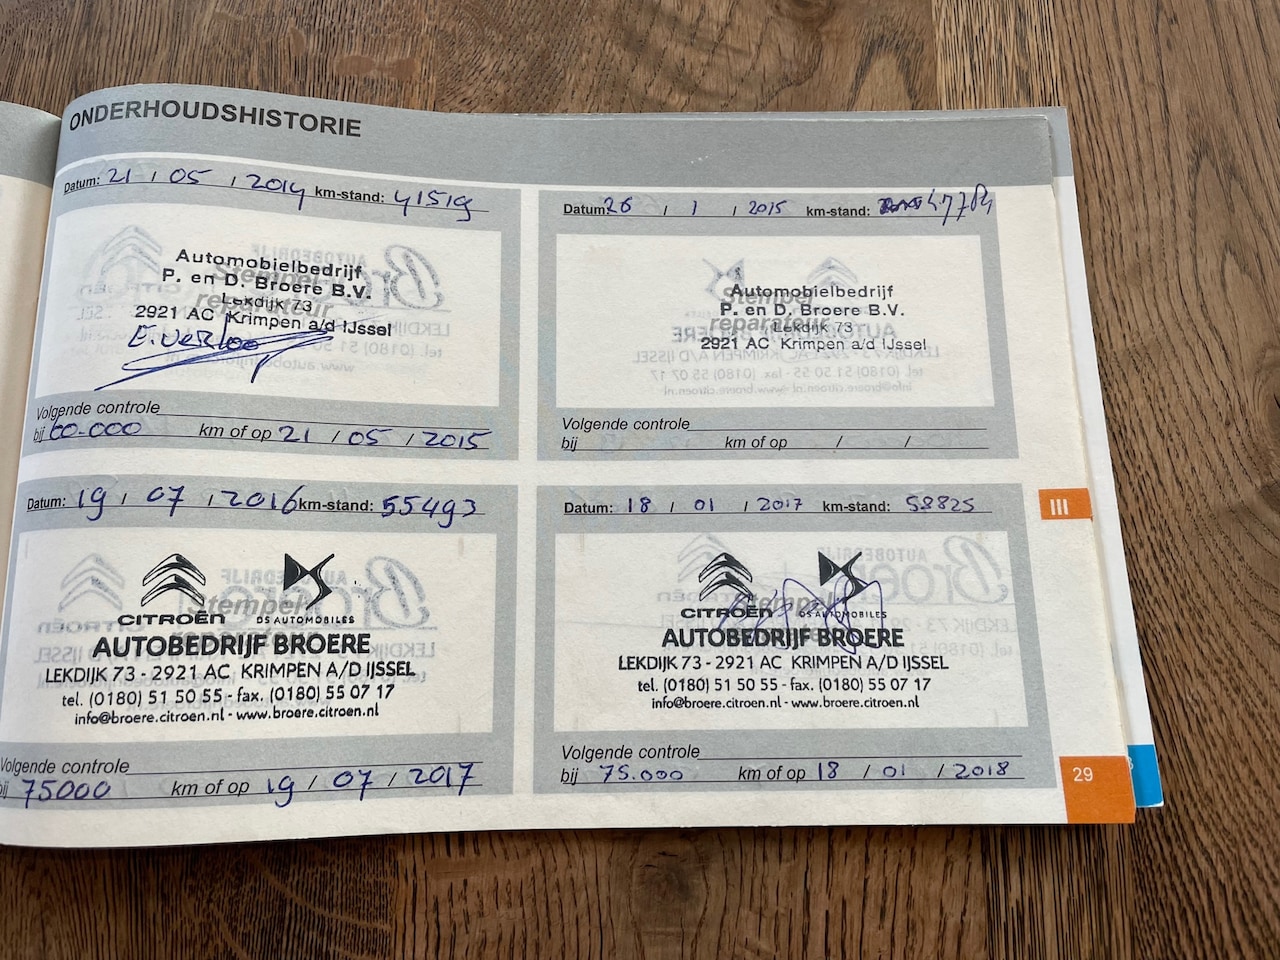 ONDERHOUDSHISTORIE
Datum: 21 / 05 / 2014 km-stand: 41519
Automobielbedrijf
P. en D. Broere B.V.
Lekdijk 73
2921 AC Krimpen a/d IJssel
Stempel
reparateur
E. verloo
Volgende controle
bij 60.000 km of op 21 / 05 / 2015
Datum: 26 / 1 / 2015 km-stand:
Automobielbedrijf
P. en D. Broere B.V.
Lekdijk 73
2921 AC Krimpen a/d IJssel
Stempel
reparateur
Volgende controle
bij km of op / /
Datum: 19 / 07 / 2016 km-stand: 55493
CITROËN DS AUTOMOBILES
Stempel
AUTOBEDRIJF BROERE
LEKDIJK 73 - 2921 AC KRIMPEN A/D IJSSEL
tel. (0180) 51 50 55 - fax. (0180) 55 07 17
info@broere.citroen.nl - www.broere.citroen.nl
Volgende controle
bij 75000 km of op 19 / 07 / 2017
Datum: 18 / 01 / 2017 km-stand: 58825
CITROËN DS AUTOMOBILES
Stempel
AUTOBEDRIJF BROERE
LEKDIJK 73 - 2921 AC KRIMPEN A/D IJSSEL
tel. (0180) 51 50 55 - fax. (0180) 55 07 17
info@broere.citroen.nl - www.broere.citroen.nl
Volgende controle
bij 75.000 km of op 18 / 01 / 2018
III
29